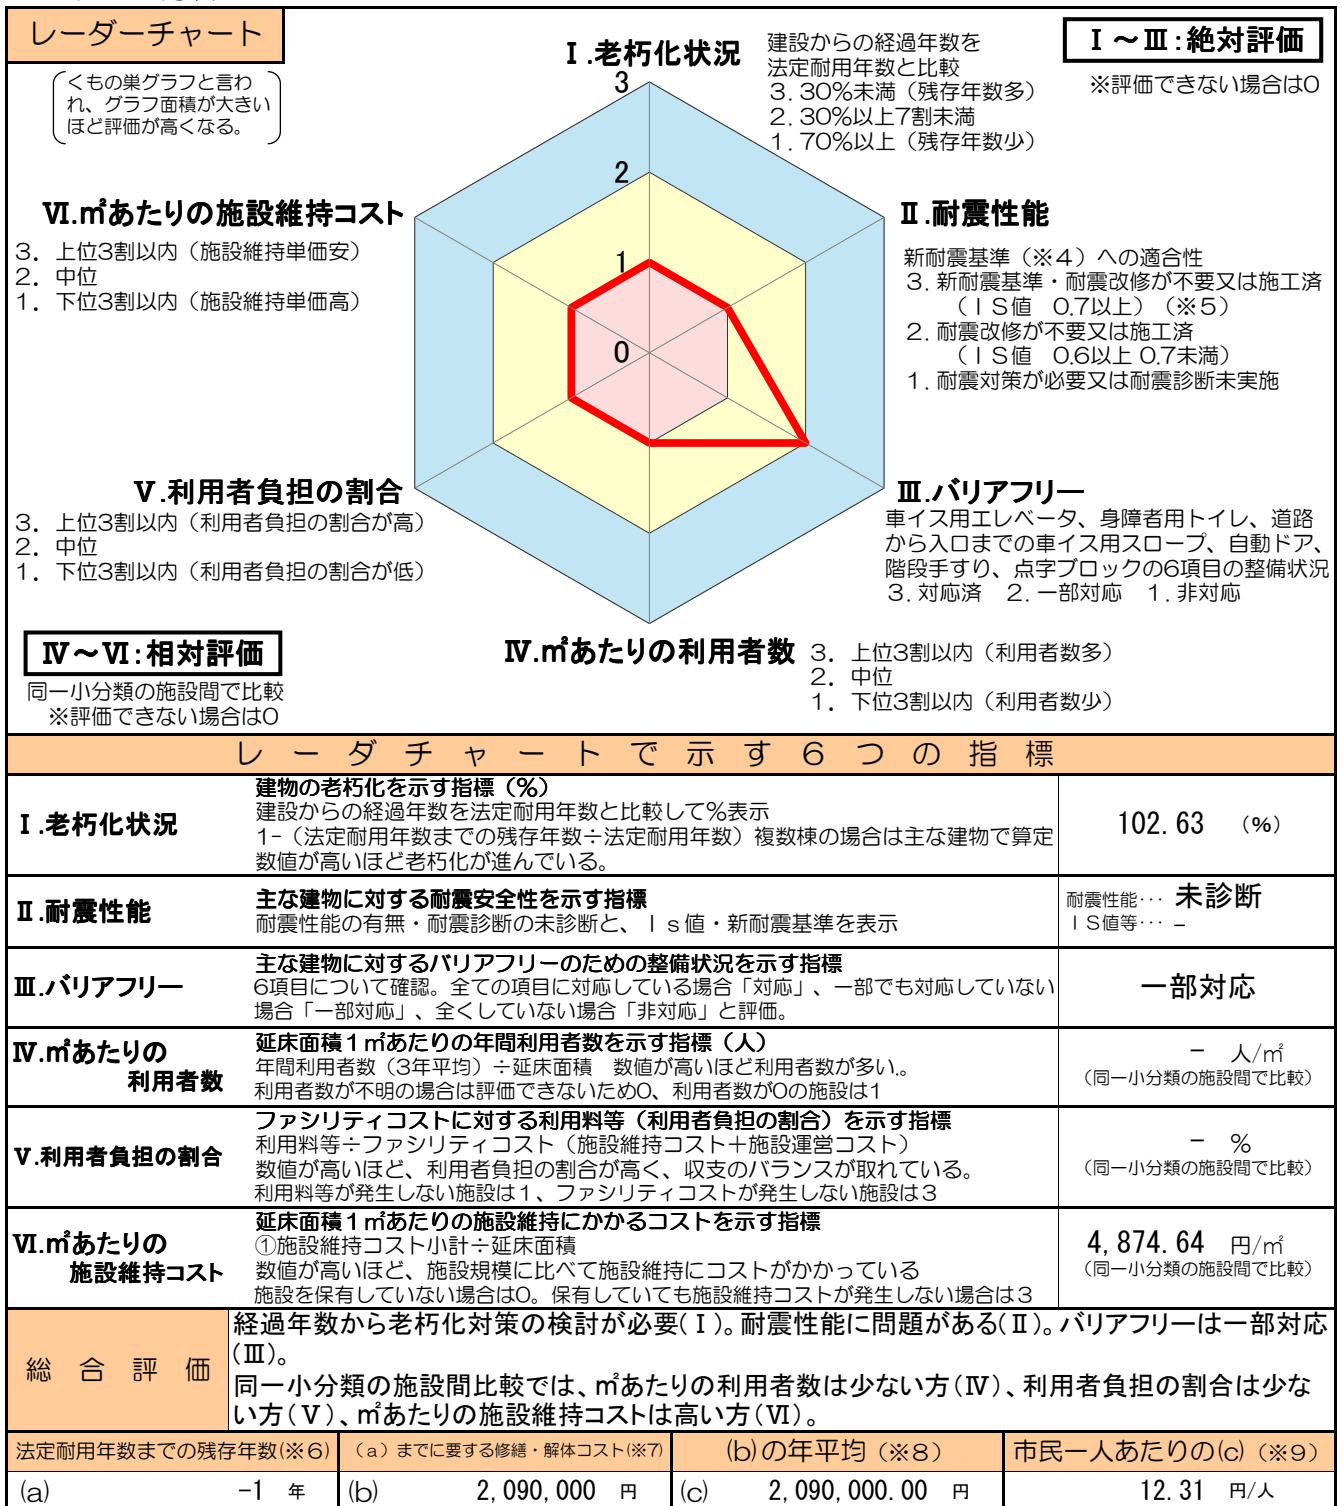 レーダーチャート
くもの巣グラフと言わ
れ、グラフ面積が大きい
ほど評価が高くなる。
Ⅰ.老朽化状況
建設からの経過年数を
法定耐用年数と比較
3．30%未満（残存年数多）
2．30%以上7割未満
1．70%以上（残存年数少）
Ⅰ～Ⅲ：絶対評価
※評価できない場合は0
3
2
1
0
Ⅵ.㎡あたりの施設維持コスト
3．上位3割以内（施設維持単価安）
2．中位
1．下位3割以内（施設維持単価高）
Ⅱ.耐震性能
新耐震基準（※4）への適合性
3．新耐震基準・耐震改修が不要又は施工済
（ＩＳ値　0.7以上）（※5）
2．耐震改修が不要又は施工済
（ＩＳ値　0.6以上 0.7未満）
1．耐震対策が必要又は耐震診断未実施
Ⅴ.利用者負担の割合
3．上位3割以内（利用者負担の割合が高）
2．中位
1．下位3割以内（利用者負担の割合が低）
Ⅲ.バリアフリー
車イス用エレベータ、身障者用トイレ、道路
から入口までの車イス用スロープ、自動ドア、
階段手すり、点字ブロックの6項目の整備状況
3．対応済　2．一部対応　1．非対応
Ⅳ～Ⅵ：相対評価
同一小分類の施設間で比較
※評価できない場合は0
Ⅳ.㎡あたりの利用者数
3．上位3割以内（利用者数多）
2．中位
1．下位3割以内（利用者数少）
レーダチャートで示す6つの指標
Ⅰ.老朽化状況
建物の老朽化を示す指標（%）
建設からの経過年数を法定耐用年数と比較して%表示
1-（法定耐用年数までの残存年数÷法定耐用年数）複数棟の場合は主な建物で算定
数値が高いほど老朽化が進んでいる。
102.63　（%）
Ⅱ.耐震性能
主な建物に対する耐震安全性を示す指標
耐震性能の有無・耐震診断の未診断と、Ｉｓ値・新耐震基準を表示
耐震性能･･･ 未診断
ＩＳ値等･･･ －
Ⅲ.バリアフリー
主な建物に対するバリアフリーのための整備状況を示す指標
6項目について確認。全ての項目に対応している場合「対応」、一部でも対応していない
場合「一部対応」、全くしていない場合「非対応」と評価。
一部対応
Ⅳ.㎡あたりの
利用者数
延床面積１㎡あたりの年間利用者数を示す指標（人）
年間利用者数（3年平均）÷延床面積　数値が高いほど利用者数が多い。
利用者数が不明の場合は評価できないため0、利用者数が0の施設は1
－　人/㎡
（同一小分類の施設間で比較）
Ⅴ.利用者負担の割合
ファシリティコストに対する利用料等（利用者負担の割合）を示す指標
利用料等÷ファシリティコスト（施設維持コスト＋施設運営コスト）
数値が高いほど、利用者負担の割合が高く、収支のバランスが取れている。
利用料等が発生しない施設は１、ファシリティコストが発生しない施設は３
－　%
（同一小分類の施設間で比較）
Ⅵ.㎡あたりの
施設維持コスト
延床面積１㎡あたりの施設維持にかかるコストを示す指標
①施設維持コスト小計÷延床面積
数値が高いほど、施設規模に比べて施設維持にコストがかかっている
施設を保有していない場合は0。保有していても施設維持コストが発生しない場合は３
4,874.64　円/㎡
（同一小分類の施設間で比較）
総合評価
経過年数から老朽化対策の検討が必要（Ⅰ）。耐震性能に問題がある（Ⅱ）。バリアフリーは一部対応
（Ⅲ）。
同一小分類の施設間比較では、㎡あたりの利用者数は少ない方（Ⅳ）、利用者負担の割合は少な
い方（Ⅴ）、㎡あたりの施設維持コストは高い方（Ⅵ）。
法定耐用年数までの残存年数(※6)
（a）までに要する修繕・解体コスト(※7)
(b)の年平均（※8）
市民一人あたりの(c)（※9）
(a)　-1　年
(b)　2,090,000　円
(c)　2,090,000.00　円
12.31　円/人